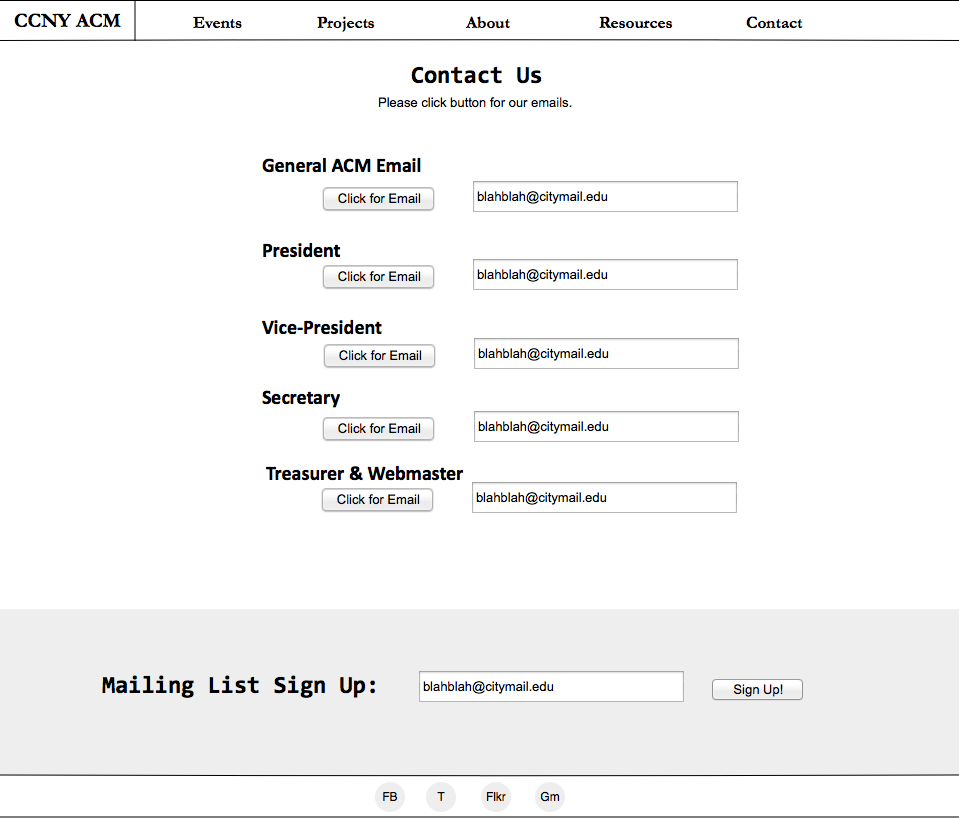 CCNY ACM Events Projects About Resources Contact
Contact Us
Please click button for our emails.
General ACM Email
Click for Email blahblah@citymail.edu
President
Click for Email blahblah@citymail.edu
Vice-President
Click for Email blahblah@citymail.edu
Secretary
Click for Email blahblah@citymail.edu
Treasurer & Webmaster
Click for Email blahblah@citymail.edu
Mailing List Sign Up: blahblah@citymail.edu Sign Up!
FB T Flkr Gm